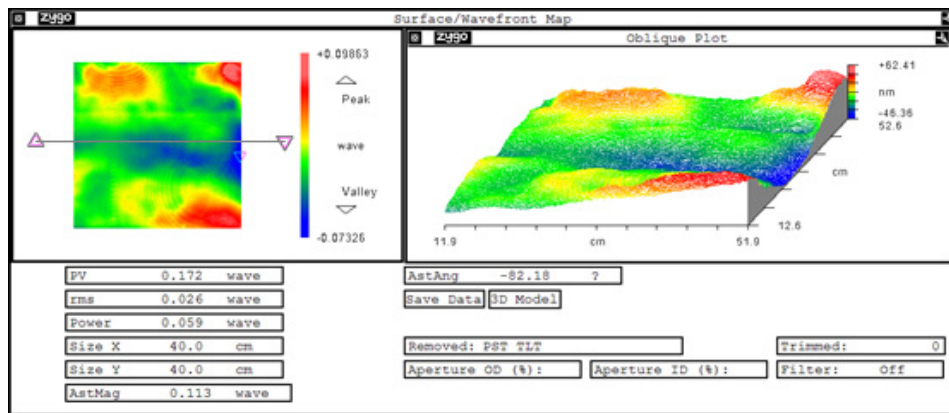 zygo Surface/Wavefront Map
zygo Oblique Plot
+0.09863
Peak
wave
Valley
-0.07326
+62.41
nm
-46.36
52.6
cm
12.6
11.9 cm 51.9
PV 0.172 wave
rms 0.026 wave
Power 0.059 wave
Size X 40.0 cm
Size Y 40.0 cm
AstMag 0.113 wave
AstAng -82.18 ?
Save Data 3D Model
Removed: PST TLT
Trimmed: 0
Aperture OD (%): Aperture ID (%): Filter: Off